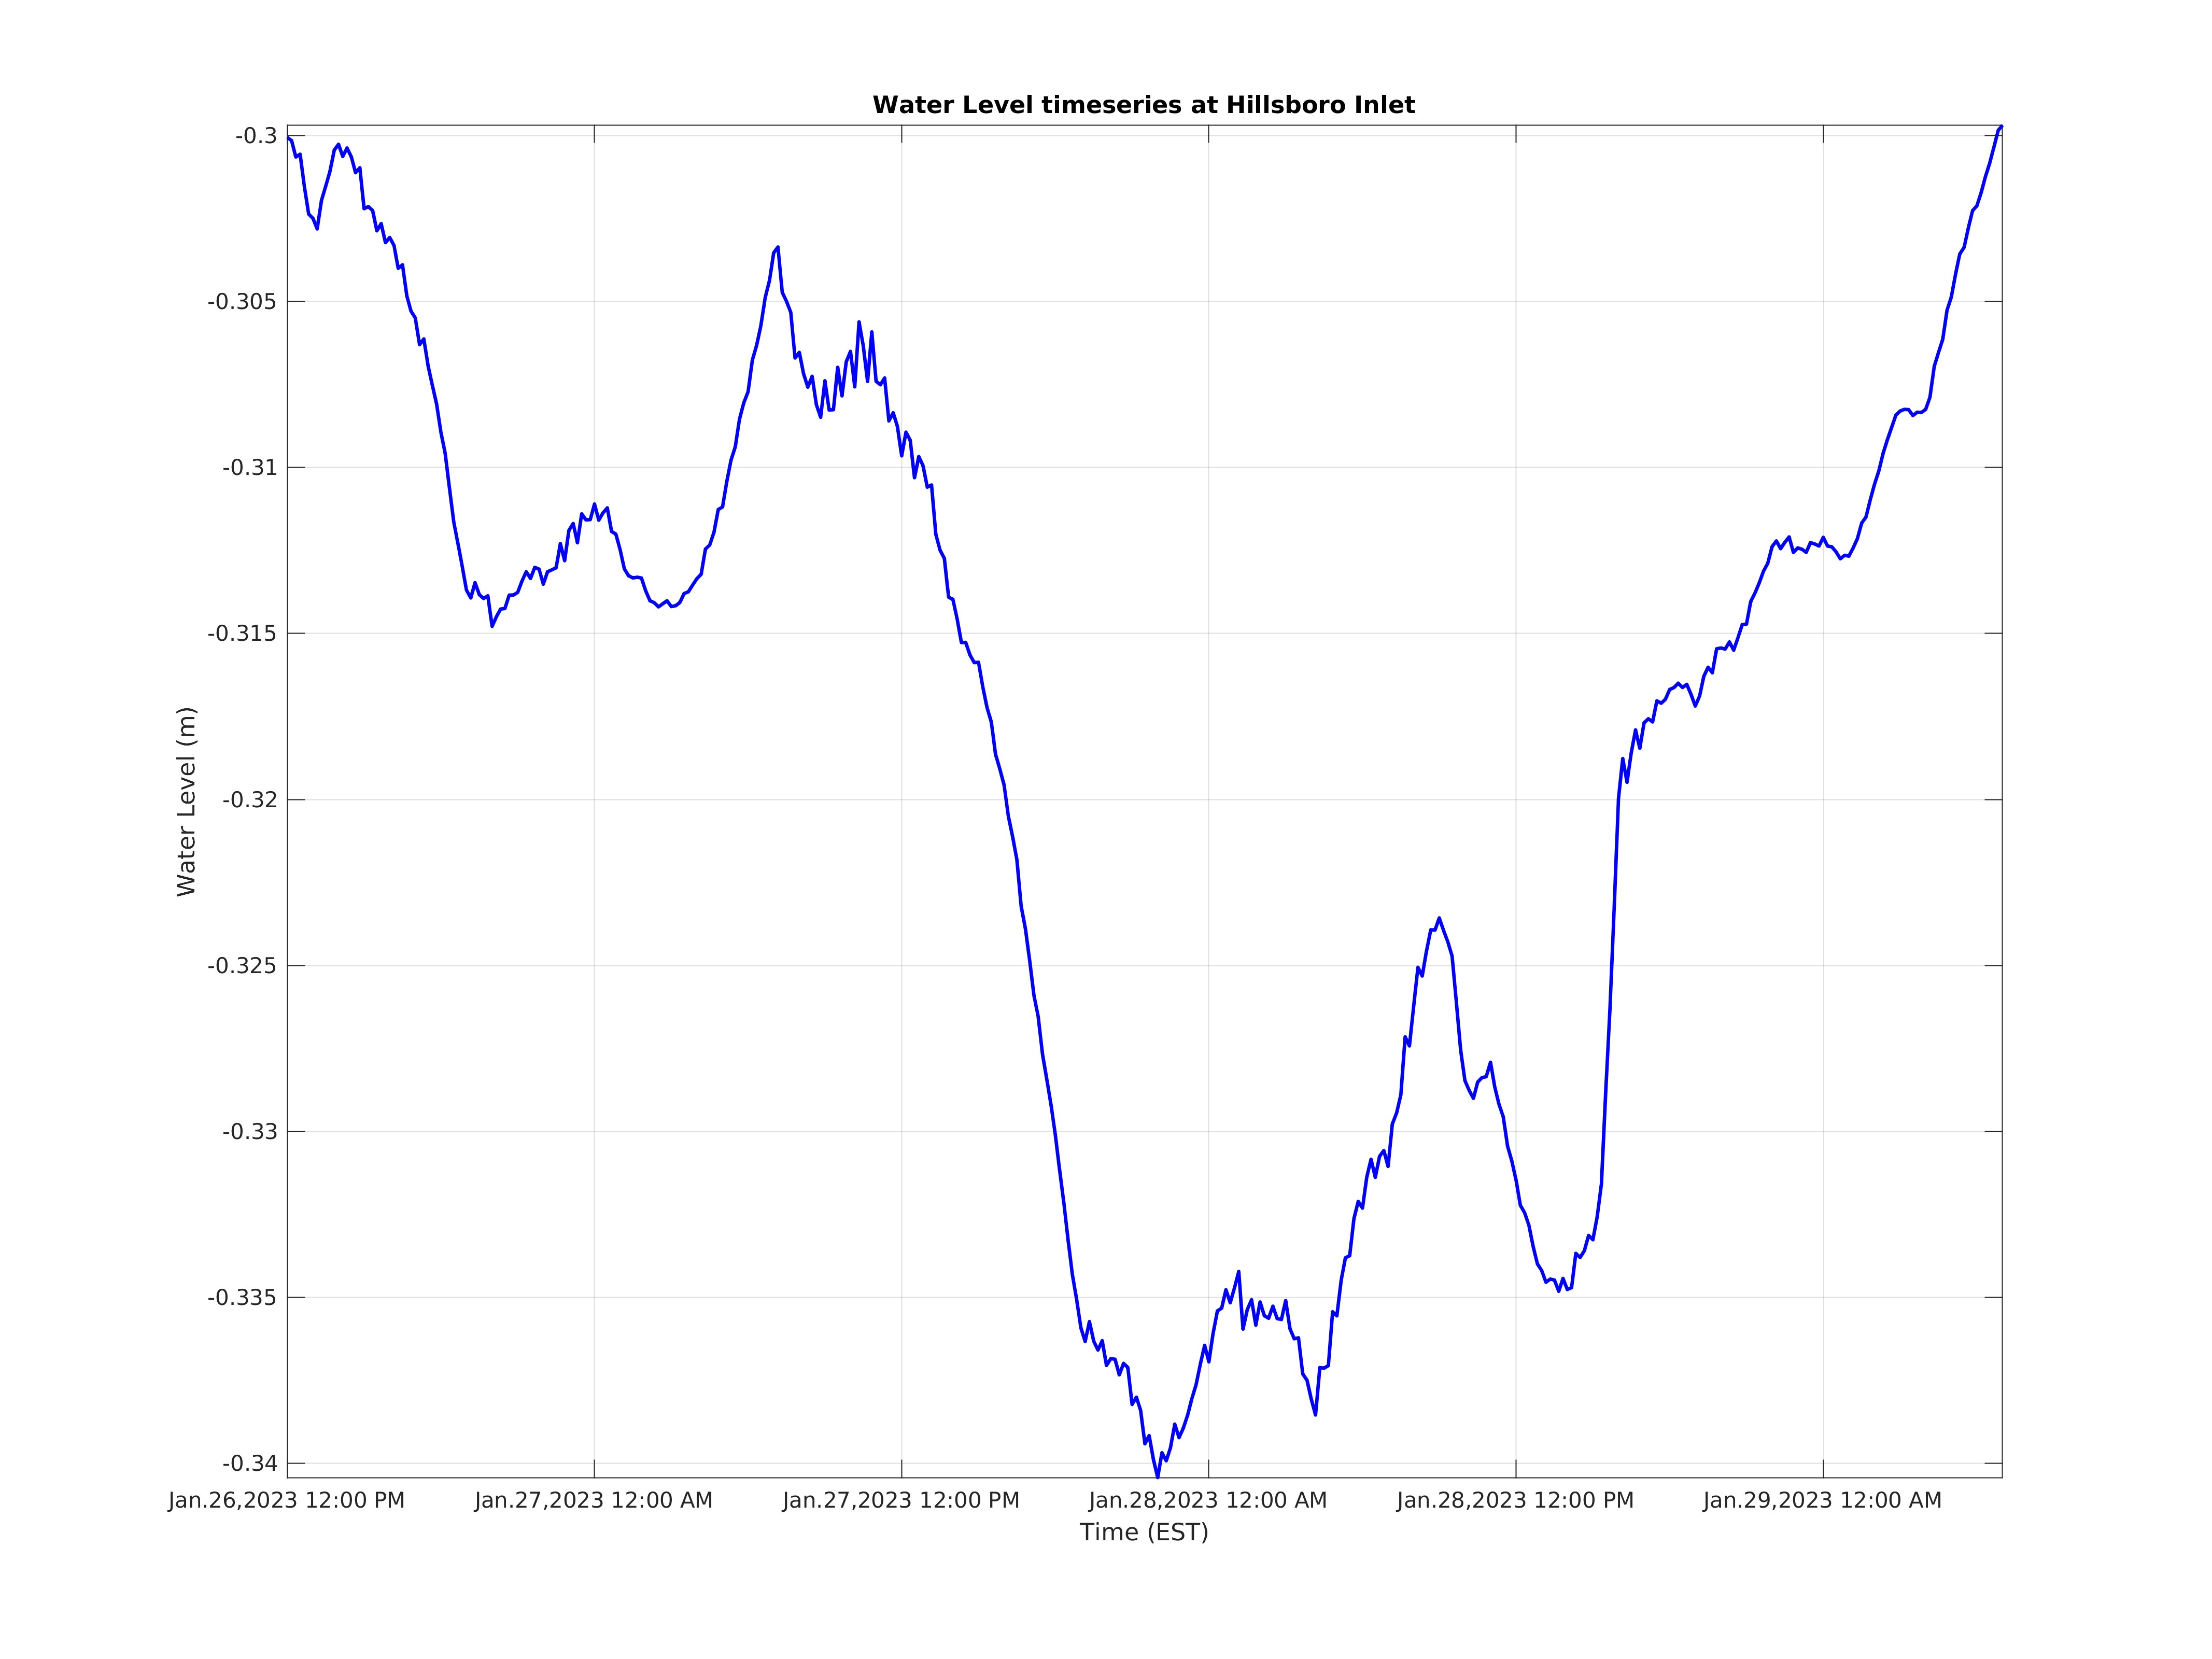 Water Level timeseries at Hillsboro Inlet
-0.3
-0.305
-0.31
-0.315
-0.32
-0.325
-0.33
-0.335
-0.34
Water Level (m)
Jan.26,2023 12:00 PM Jan.27,2023 12:00 AM Jan.27,2023 12:00 PM Jan.28,2023 12:00 AM Jan.28,2023 12:00 PM Jan.29,2023 12:00 AM
Time (EST)